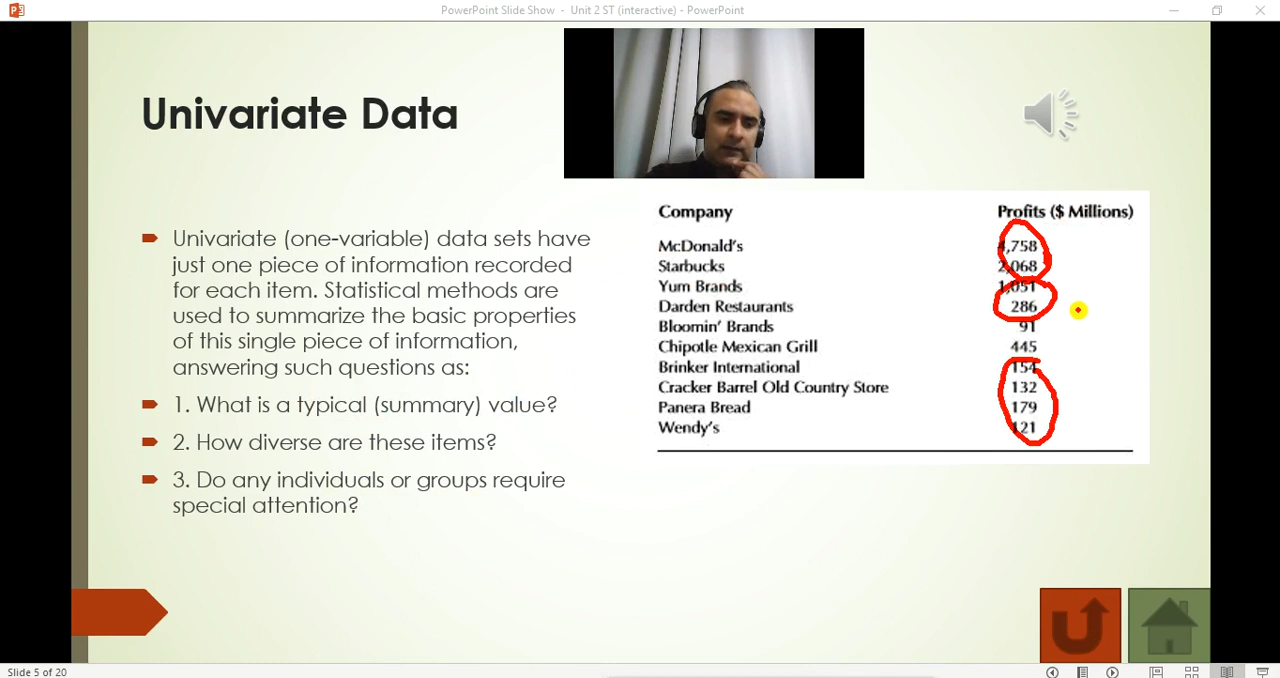 PowerPoint Slide Show - Unit 2 ST (interactive) - PowerPoint
Univariate Data
Univariate (one-variable) data sets have
just one piece of information recorded
for each item. Statistical methods are
used to summarize the basic properties
of this single piece of information,
answering such questions as:
1. What is a typical (summary) value?
2. How diverse are these items?
3. Do any individuals or groups require
special attention?
Company Profits ($ Millions)
McDonald's 4,758
Starbucks 2,068
Yum Brands 1,051
Darden Restaurants 286
Bloomin' Brands 91
Chipotle Mexican Grill 445
Brinker International 154
Cracker Barrel Old Country Store 132
Panera Bread 179
Wendy's 121
Slide 5 of 20